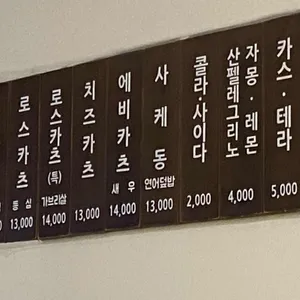 로스카츠
등심
13,000
로스카츠
(특)
가브리살
14,000
치즈카츠
13,000
에비카츠
새우
14,000
사케동
연어덮밥
13,000
콜라·사이다
2,000
산펠레그리노
자몽·레몬
4,000
카스·테라
5,000